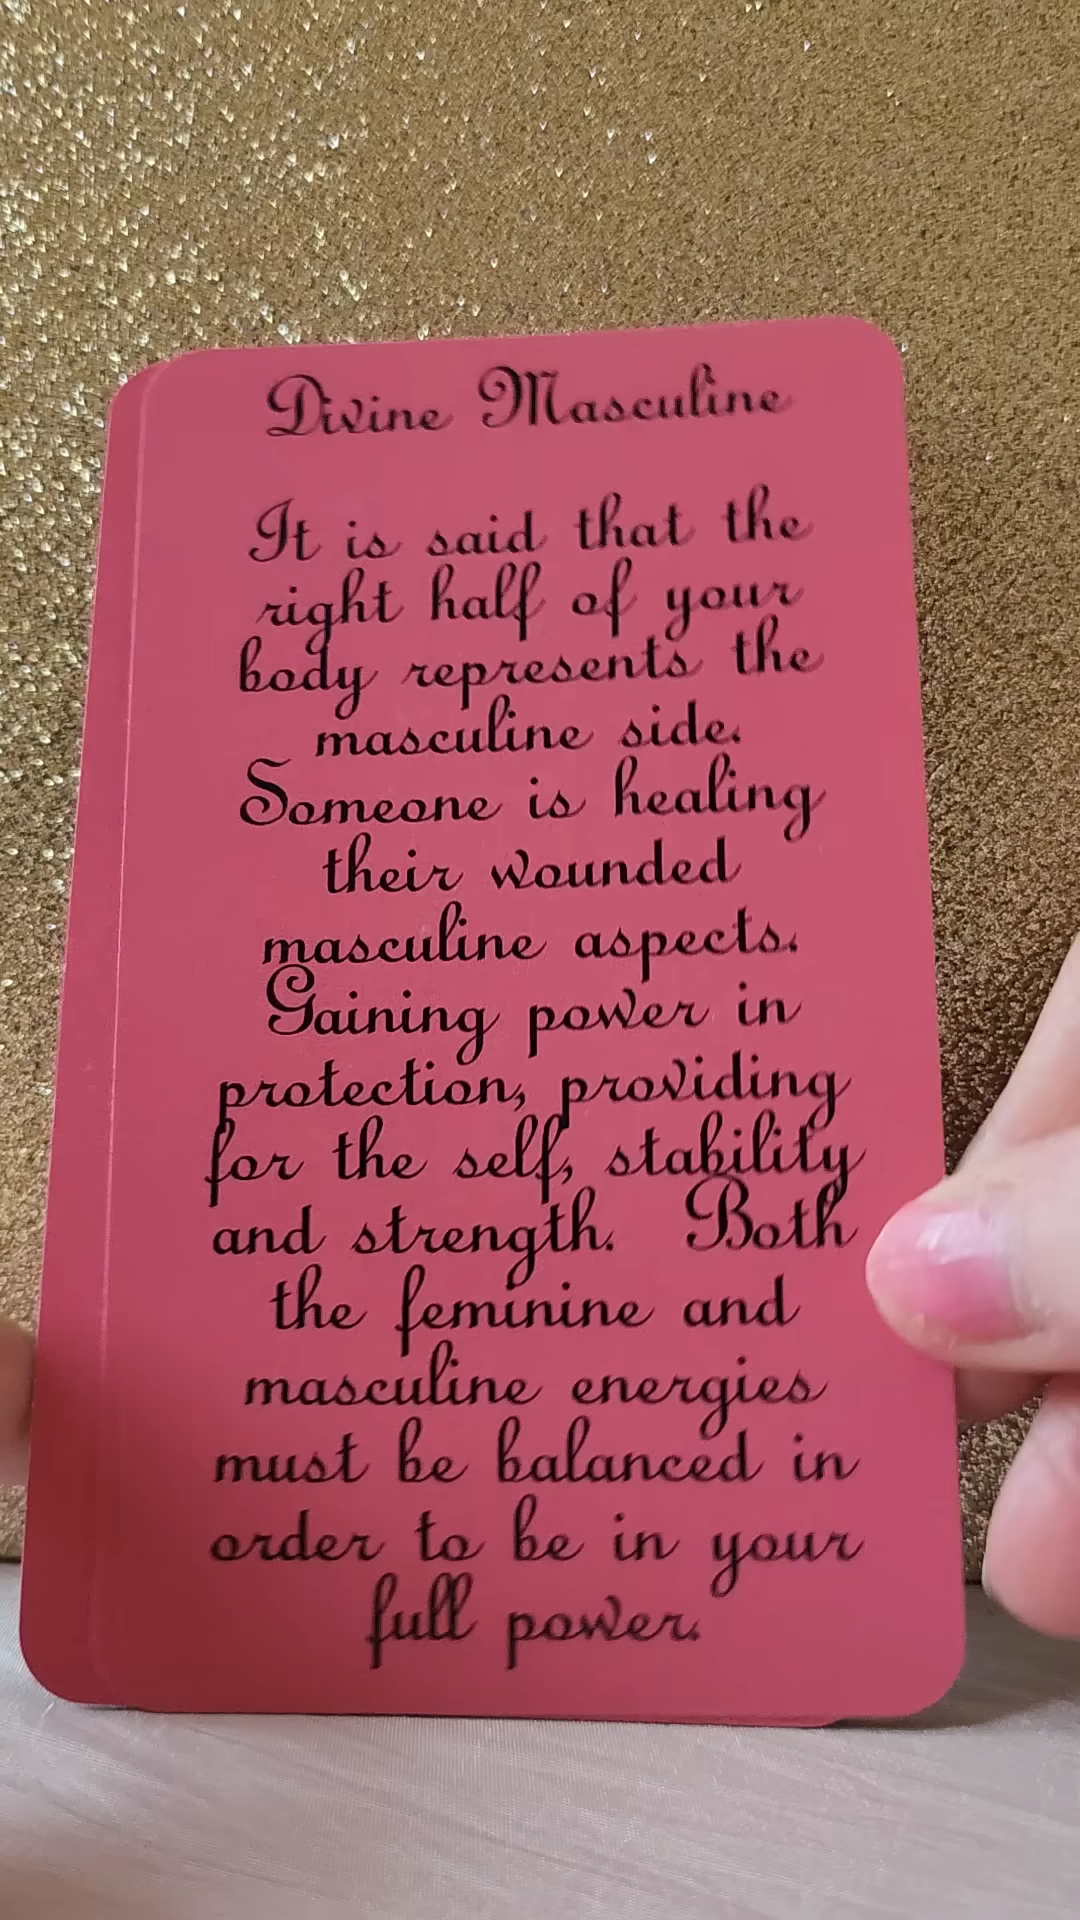 Divine Masculine
It is said that the
right half of your
body represents the
masculine side.
Someone is healing
their wounded
masculine aspects.
Gaining power in
protection, providing
for the self, stability
and strength. Both
the feminine and
masculine energies
must be balanced in
order to be in your
full power.